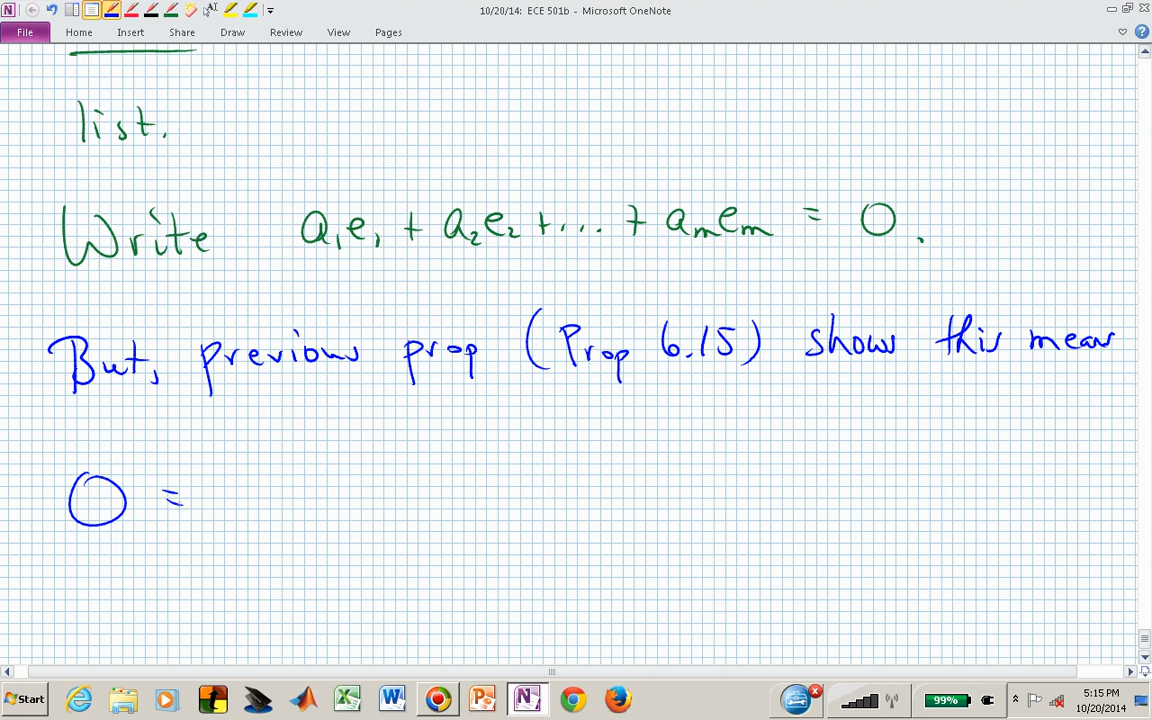 10/20/14: ECE 501b - Microsoft OneNote
File Home Insert Share Draw Review View Pages
list.
Write a₁e₁ + a₂e₂ + .... + aₘeₘ = 0.
But, previous prop (Prop 6.15) shows this means
0 =
Start
99%
5:15 PM
10/20/2014